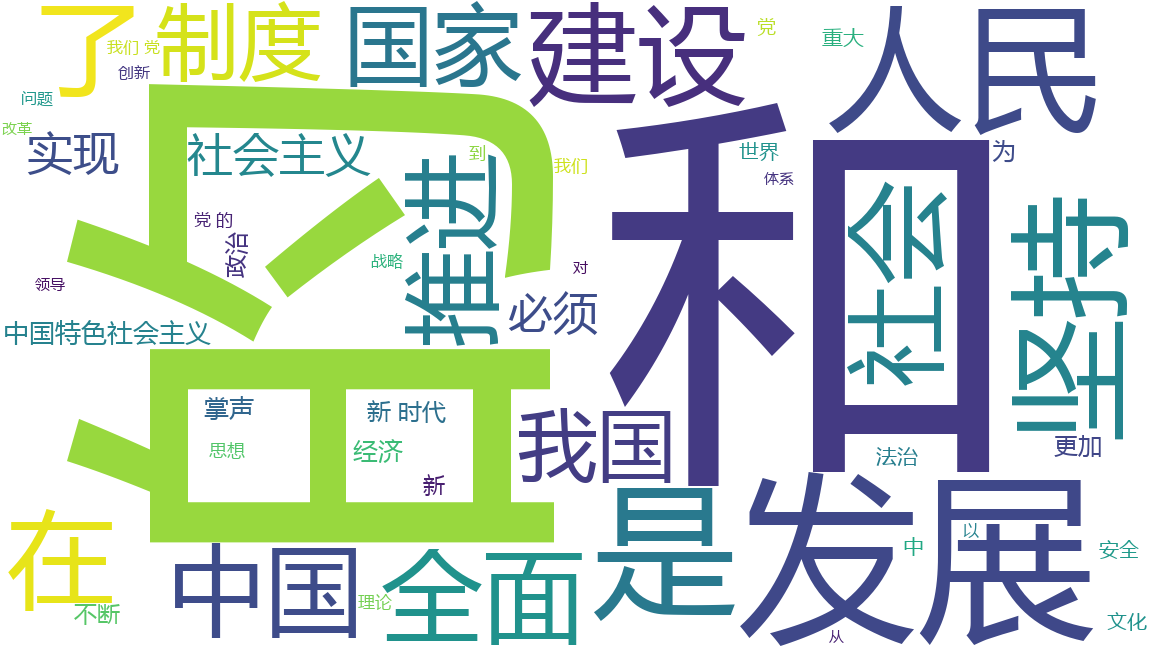 了
我们 党
制度
国家
建设
党
重大
人民
创新
问题
改革
实现
社会主义
到
我们
世界
体系
为
的
和
推进
社会
坚持
党 的
政治
战略
对
领导
必须
中国特色社会主义
掌声
新 时代
思想
经济
新
我国
更加
法治
在
是
发展
以
中
安全
不断
中国
理论
全面
从
文化